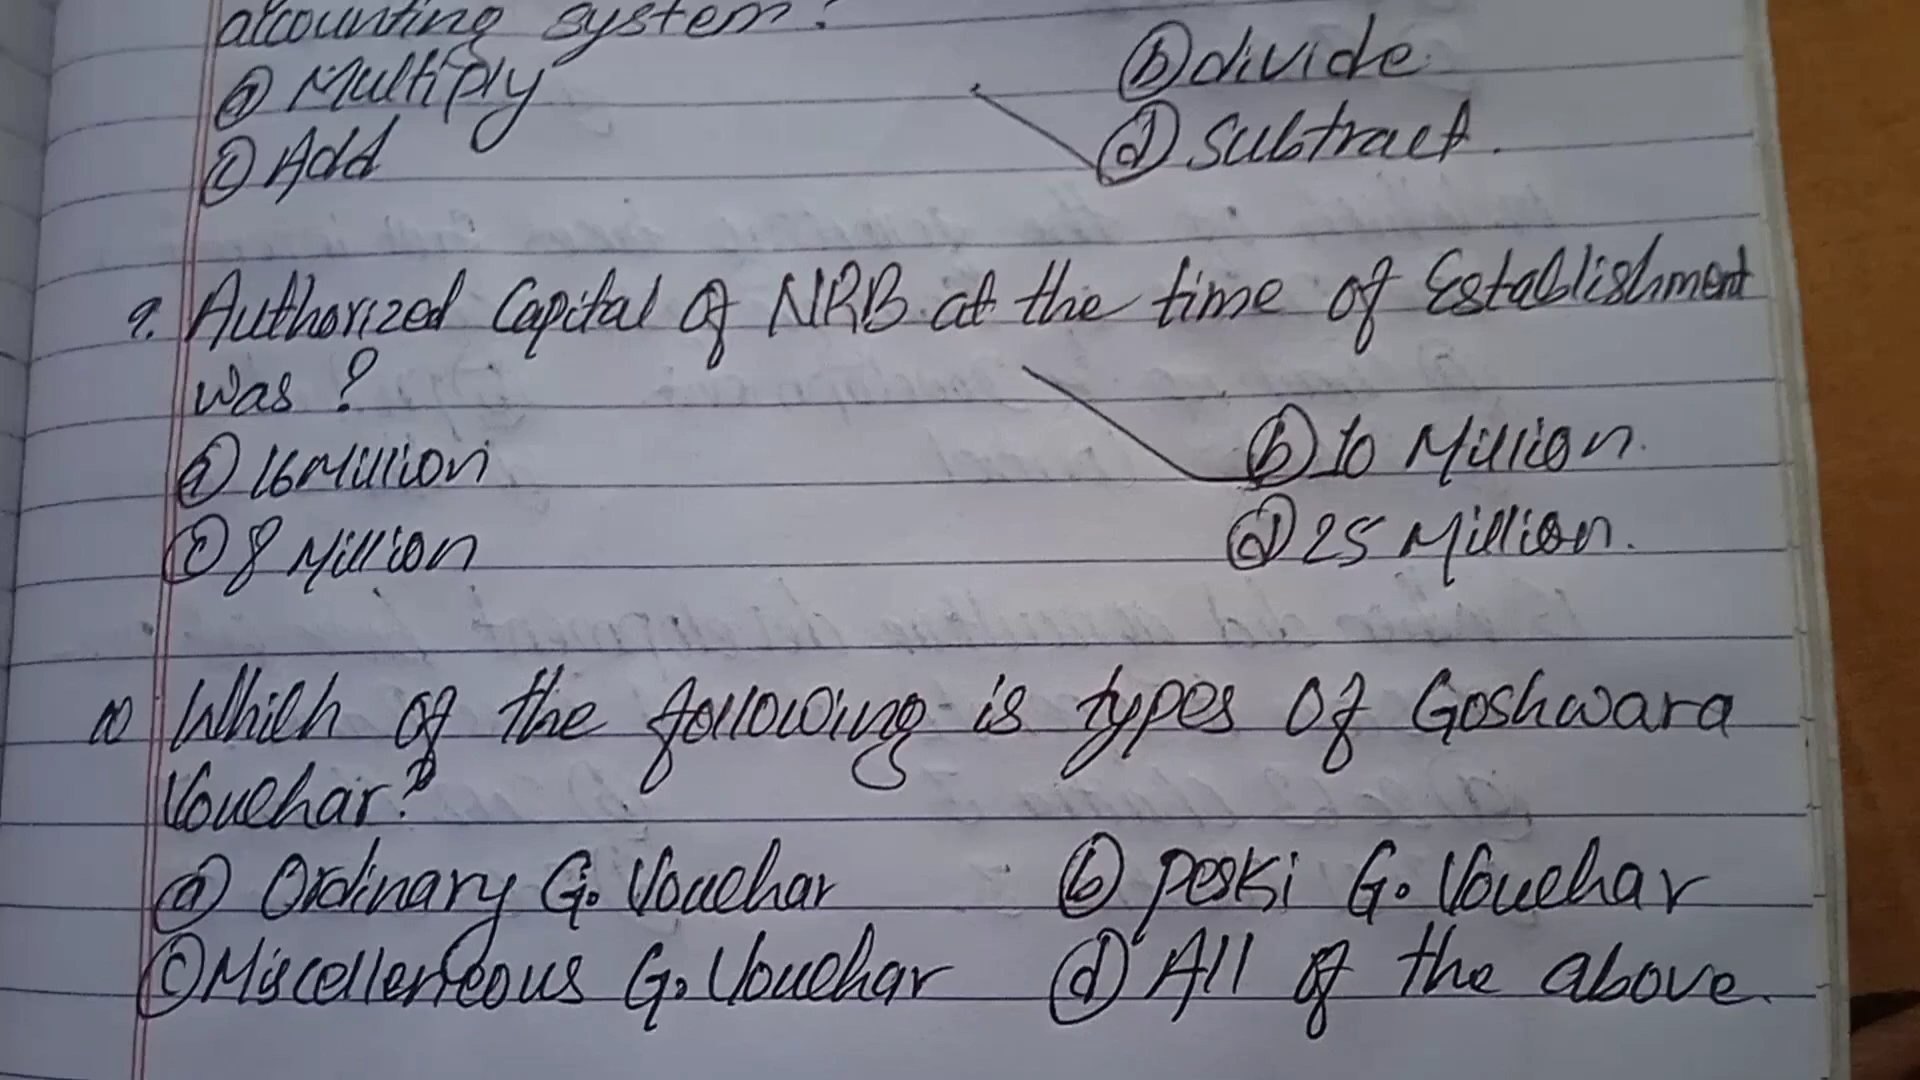 accounting system?
(a) Multiply (b) divide.
(c) Add (d) Subtract.
9. Authorized Capital Of NRB at the time of Establishment
was ?
(a) 16 Million (b) 10 Million.
(c) 8 Million (d) 25 Million.
10 Which of the following is types Of Goshwara
Vouchar?
(a) Ordinary G. Vouchar (b) Peski G. Vouchar
(c) Miscellerieous G. Vouchar (d) All of the above.